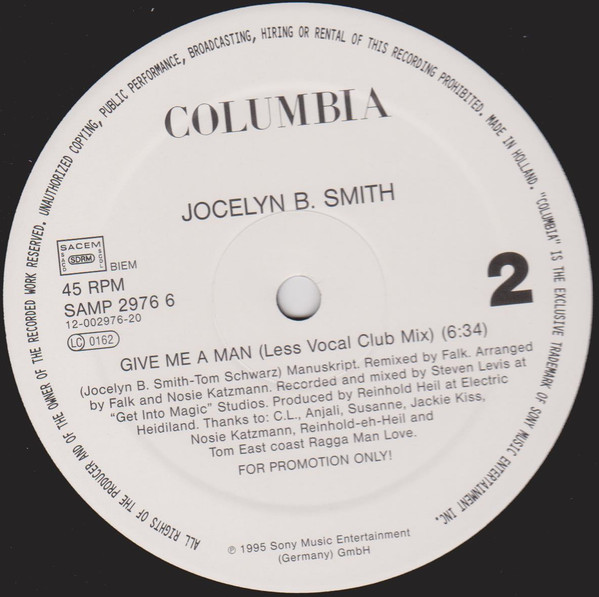 ALL RIGHTS OF THE PRODUCER AND OF THE OWNER OF THE RECORDED WORK RESERVED. UNAUTHORIZED COPYING, PUBLIC PERFORMANCE, BROADCASTING, HIRING OR RENTAL OF THIS RECORDING PROHIBITED. MADE IN HOLLAND. "COLUMBIA" IS THE EXCLUSIVE TRADEMARK OF SONY MUSIC ENTERTAINMENT INC.
COLUMBIA
JOCELYN B. SMITH
SACEM
SACD SDRM SGDL
BIEM
45 RPM
SAMP 2976 6
12-002976-20
LC 0162
2
GIVE ME A MAN (Less Vocal Club Mix) (6:34)
(Jocelyn B. Smith-Tom Schwarz) Manuskript. Remixed by Falk. Arranged
by Falk and Nosie Katzmann. Recorded and mixed by Steven Levis at
"Get Into Magic" Studios. Produced by Reinhold Heil at Electric
Heidiland. Thanks to: C.L., Anjali, Susanne, Jackie Kiss,
Nosie Katzmann, Reinhold-eh-Heil and
Tom East coast Ragga Man Love.
FOR PROMOTION ONLY!
℗ 1995 Sony Music Entertainment
(Germany) GmbH